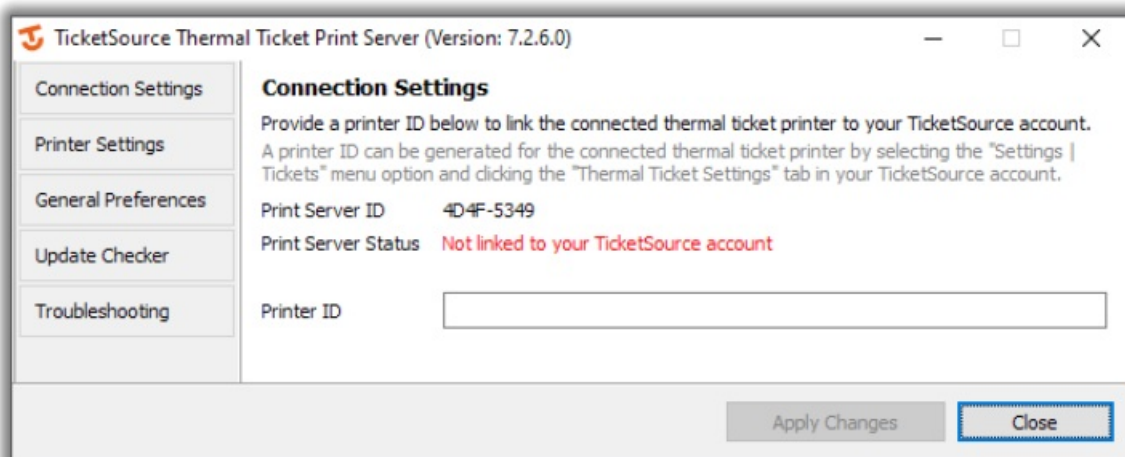 TicketSource Thermal Ticket Print Server (Version: 7.2.6.0)
Connection Settings
Printer Settings
General Preferences
Update Checker
Troubleshooting
Connection Settings
Provide a printer ID below to link the connected thermal ticket printer to your TicketSource account.
A printer ID can be generated for the connected thermal ticket printer by selecting the "Settings |
Tickets" menu option and clicking the "Thermal Ticket Settings" tab in your TicketSource account.
Print Server ID 4D4F-5349
Print Server Status Not linked to your TicketSource account
Printer ID
Apply Changes
Close